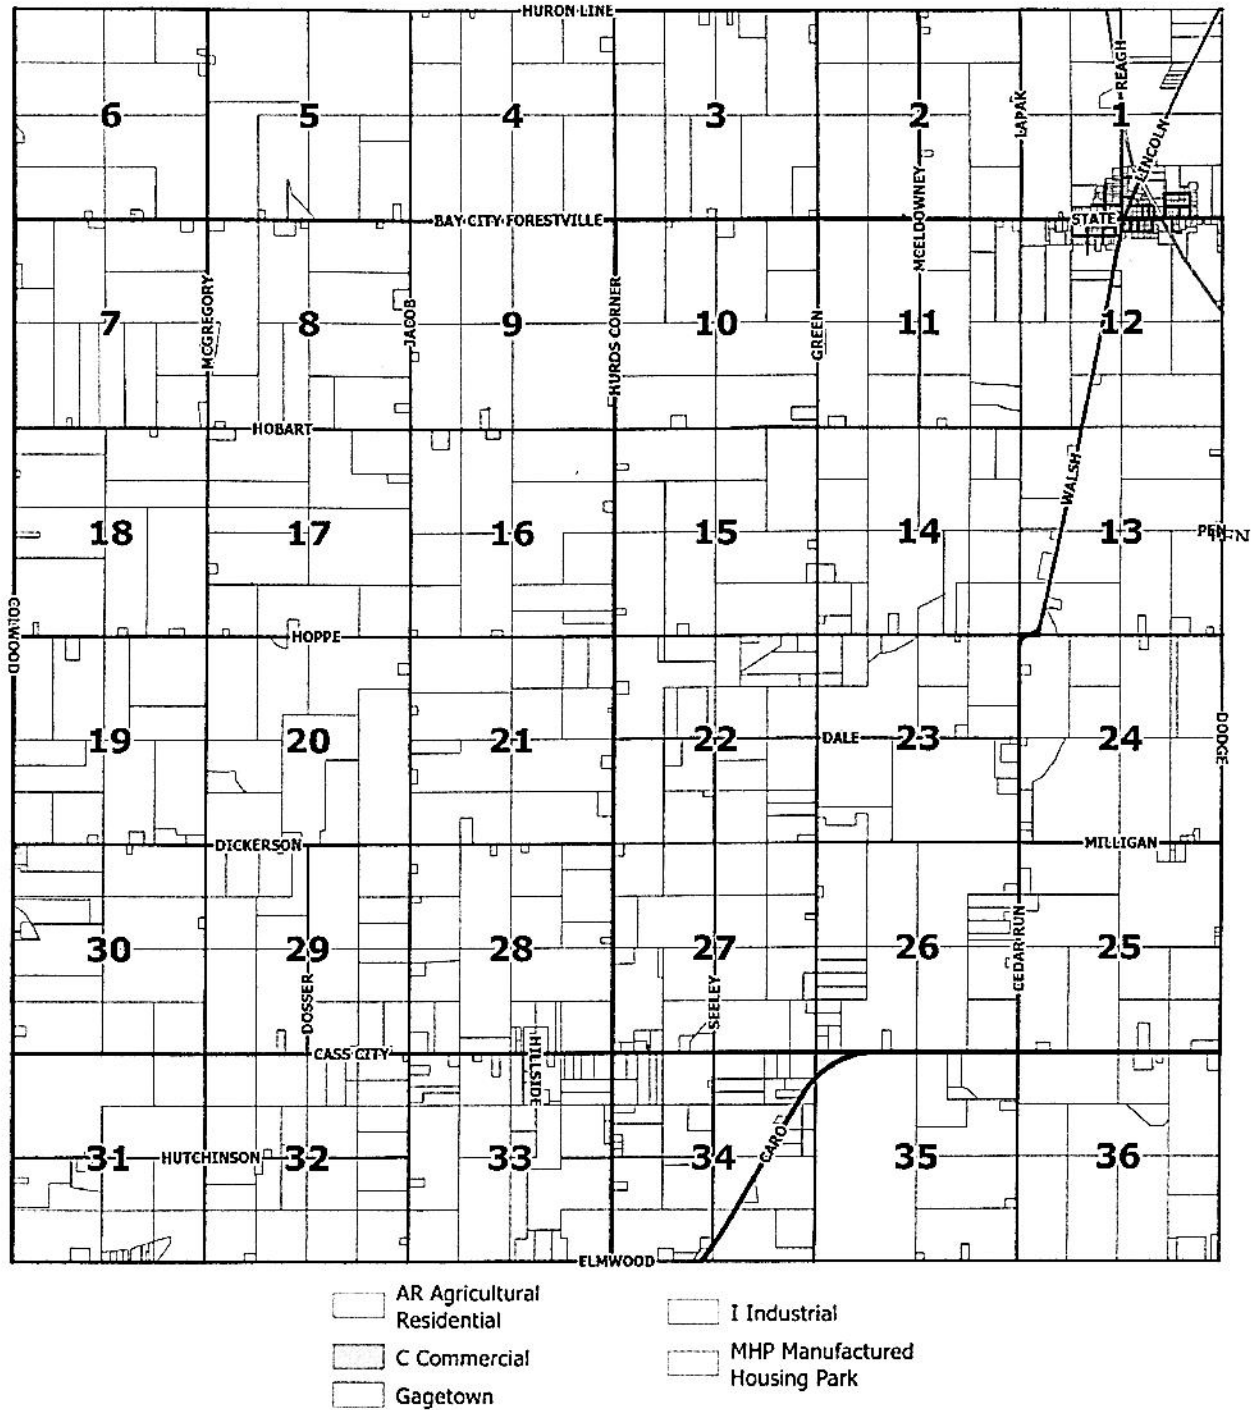 HURON LINE
REAGH
6
5
4
3
2
LAPAK
1
LINCOLN
BAY CITY FORESTVILLE
MCELDOWNEY
STATE
7
MCGREGORY
8
JACOB
9
HURDS CORNER
10
GREEN
11
12
HOBART
WALSH
18
17
16
15
14
13
COLWOOD
HOPPE
19
20
21
22
DALE
23
24
DODGE
DICKERSON
MILLIGAN
30
29
DOSSER
28
27
SEELEY
26
CEDAR RUN
25
CASS CITY
HILLSIDE
31
HUTCHINSON
32
33
34
CARO
35
36
ELMWOOD
AR Agricultural
Residential
C Commercial
Gagetown
I Industrial
MHP Manufactured
Housing Park